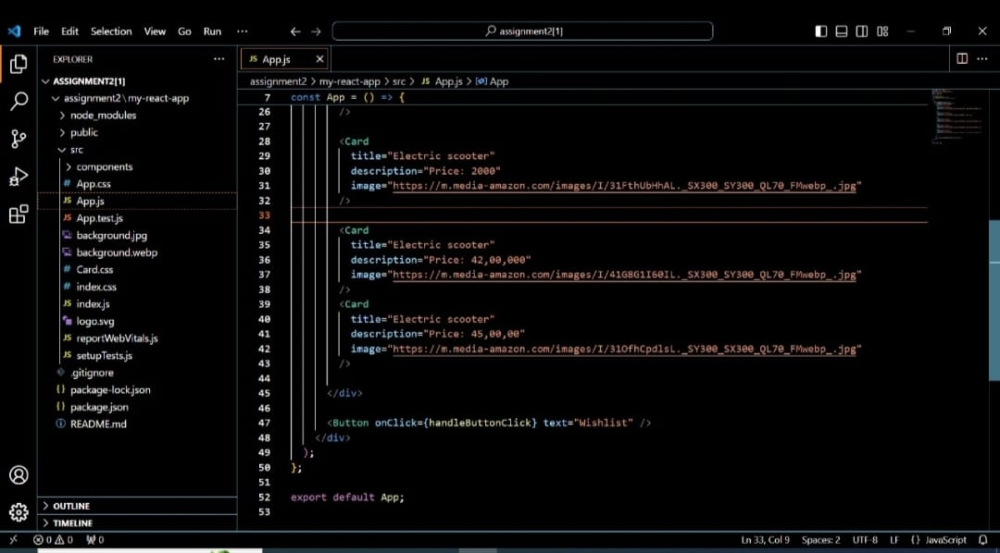 File Edit Selection View Go Run ··· assignment2[1]
EXPLORER ···
JS App.js
ASSIGNMENT2[1]
assignment2\my-react-app
node_modules
public
src
components
# App.css
JS App.js
JS App.test.js
background.jpg
background.webp
# Card.css
# index.css
JS index.js
logo.svg
JS reportWebVitals.js
JS setupTests.js
.gitignore
{} package-lock.json
{} package.json
README.md
OUTLINE
TIMELINE
assignment2 > my-react-app > src > JS App.js > App
7 const App = () => {
26 />
27
28 <Card
29 title="Electric scooter"
30 description="Price: 2000"
31 image="https://m.media-amazon.com/images/I/31FthUbHhAL._SX300_SY300_QL70_FMwebp_.jpg"
32 />
33
34 <Card
35 title="Electric scooter"
36 description="Price: 42,00,000"
37 image="https://m.media-amazon.com/images/I/41G8G1I60IL._SX300_SY300_QL70_FMwebp_.jpg"
38 />
39 <Card
40 title="Electric scooter"
41 description="Price: 45,00,00"
42 image="https://m.media-amazon.com/images/I/31OfhCpdlsL._SY300_SX300_QL70_FMwebp_.jpg"
43 />
44
45 </div>
46
47 <Button onClick={handleButtonClick} text="Wishlist" />
48 </div>
49 );
50 };
51
52 export default App;
53
0 0 0 Ln 33, Col 9 Spaces: 2 UTF-8 LF {} JavaScript